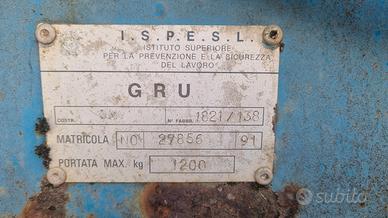 I.S.P.E.S.L.
ISTITUTO SUPERIORE
PER LA PREVENZIONE E LA SICUREZZA
DEL LAVORO
GRU
COSTR. N° FABBR. 1821/138
MATRICOLA NO 27856 91
PORTATA MAX. kg 1200
subito